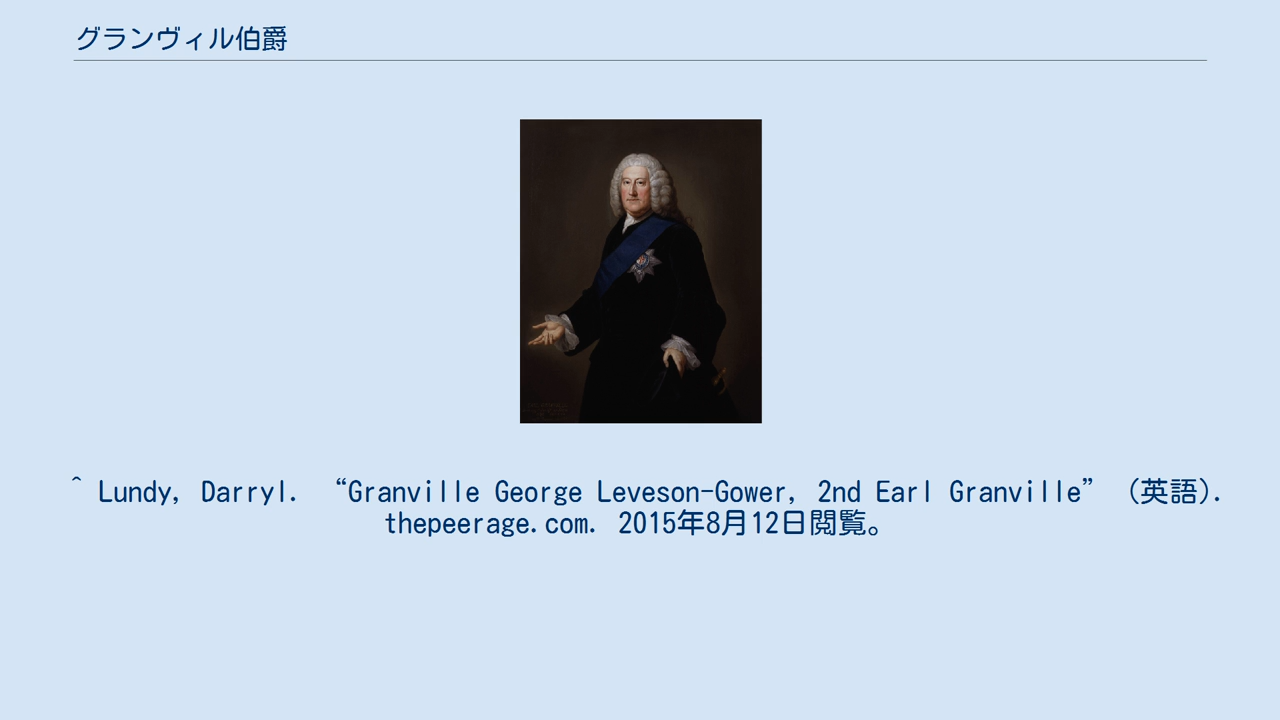 グランヴィル伯爵
^ Lundy, Darryl. “Granville George Leveson-Gower, 2nd Earl Granville” (英語).
thepeerage.com. 2015年8月12日閲覧。